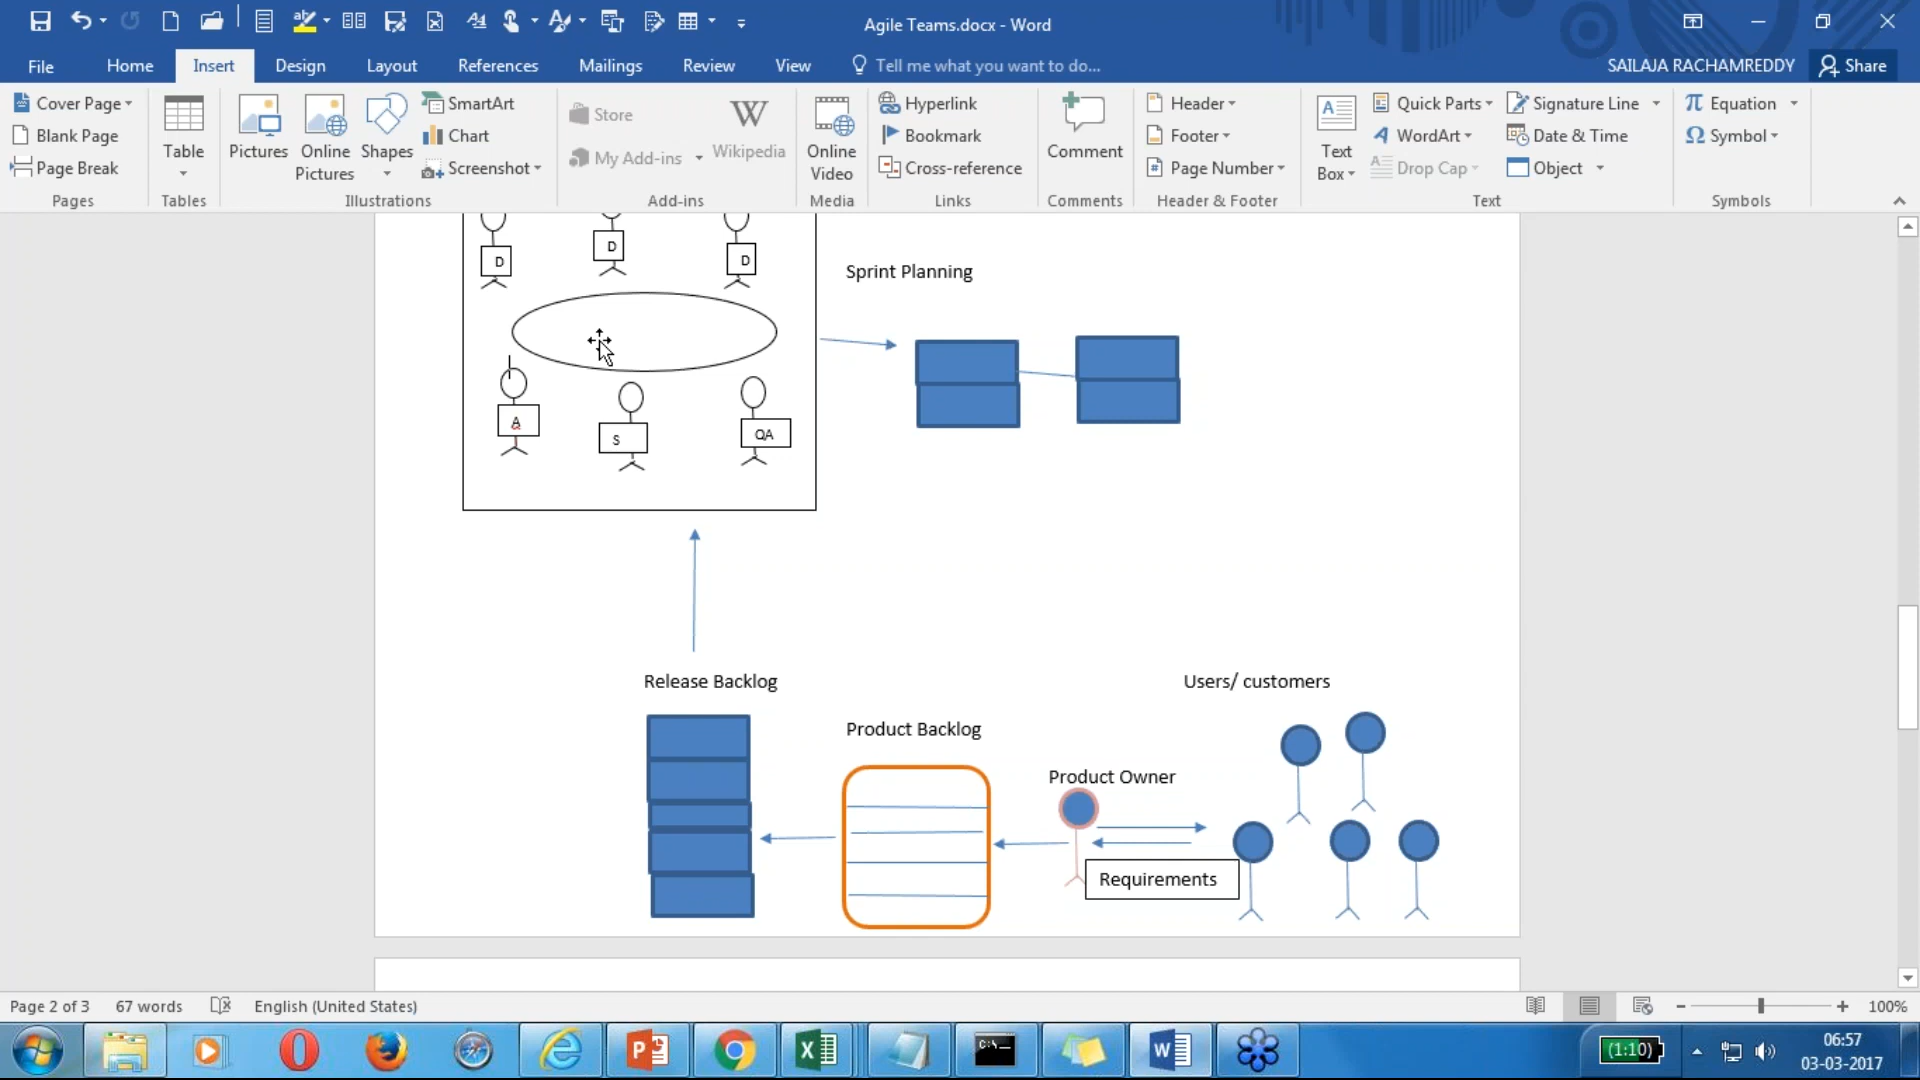 Agile Teams.docx - Word
File Home Insert Design Layout References Mailings Review View Tell me what you want to do... SAILAJA RACHAMREDDY Share
Cover Page
Blank Page
Page Break
Pages
Table
Tables
Pictures
Online Pictures
Shapes
SmartArt
Chart
Screenshot
Illustrations
Store
My Add-ins
Wikipedia
Add-ins
Online Video
Media
Hyperlink
Bookmark
Cross-reference
Links
Comment
Comments
Header
Footer
Page Number
Header & Footer
Text Box
Quick Parts
WordArt
Drop Cap
Signature Line
Date & Time
Object
Text
Equation
Symbol
Symbols
D
D
D
Sprint Planning
A
S
QA
Release Backlog
Users/ customers
Product Backlog
Product Owner
Requirements
Page 2 of 3 67 words English (United States) 100%
(1:10)
06:57
03-03-2017